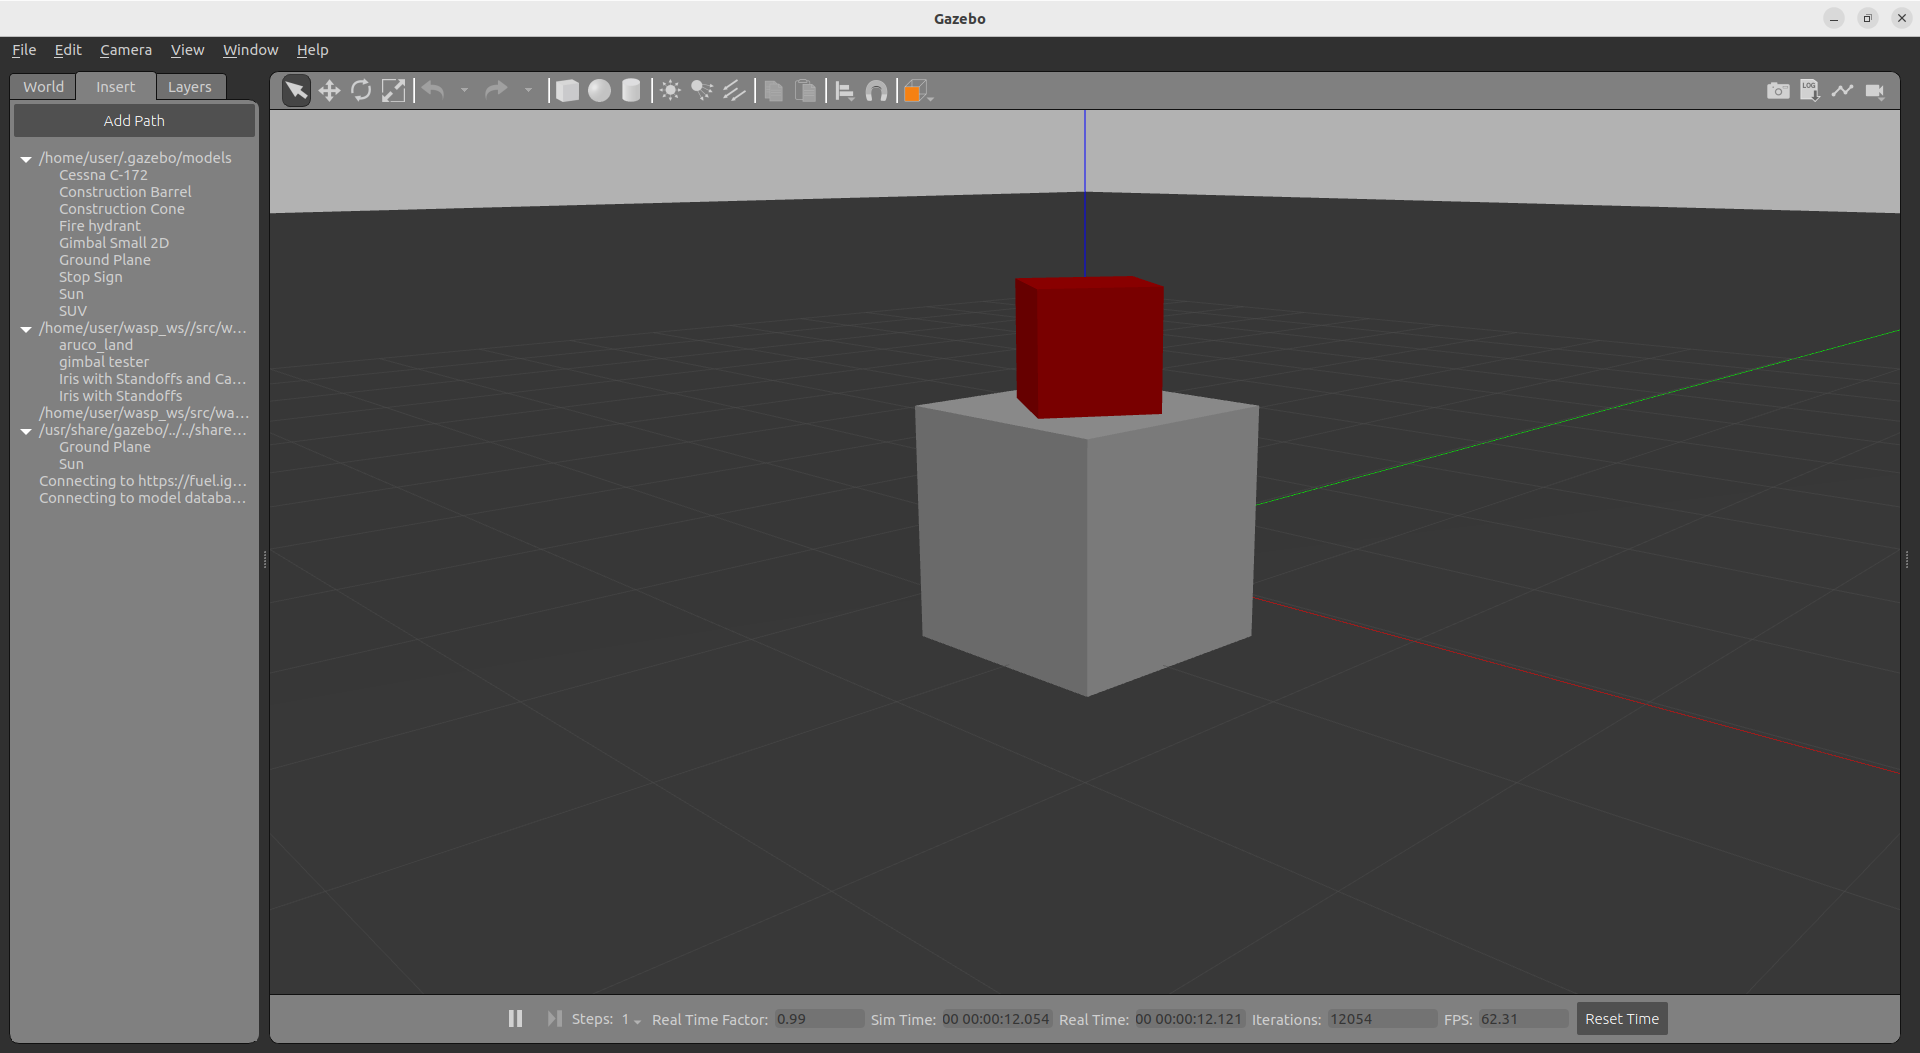 Gazebo
File Edit Camera View Window Help
World Insert Layers
LOG
Add Path
/home/user/.gazebo/models
Cessna C-172
Construction Barrel
Construction Cone
Fire hydrant
Gimbal Small 2D
Ground Plane
Stop Sign
Sun
SUV
/home/user/wasp_ws//src/w...
aruco_land
gimbal tester
Iris with Standoffs and Ca...
Iris with Standoffs
/home/user/wasp_ws/src/wa...
/usr/share/gazebo/../../share...
Ground Plane
Sun
Connecting to https://fuel.ig...
Connecting to model databa...
Steps: 1 Real Time Factor: 0.99 Sim Time: 00 00:00:12.054 Real Time: 00 00:00:12.121 Iterations: 12054 FPS: 62.31 Reset Time